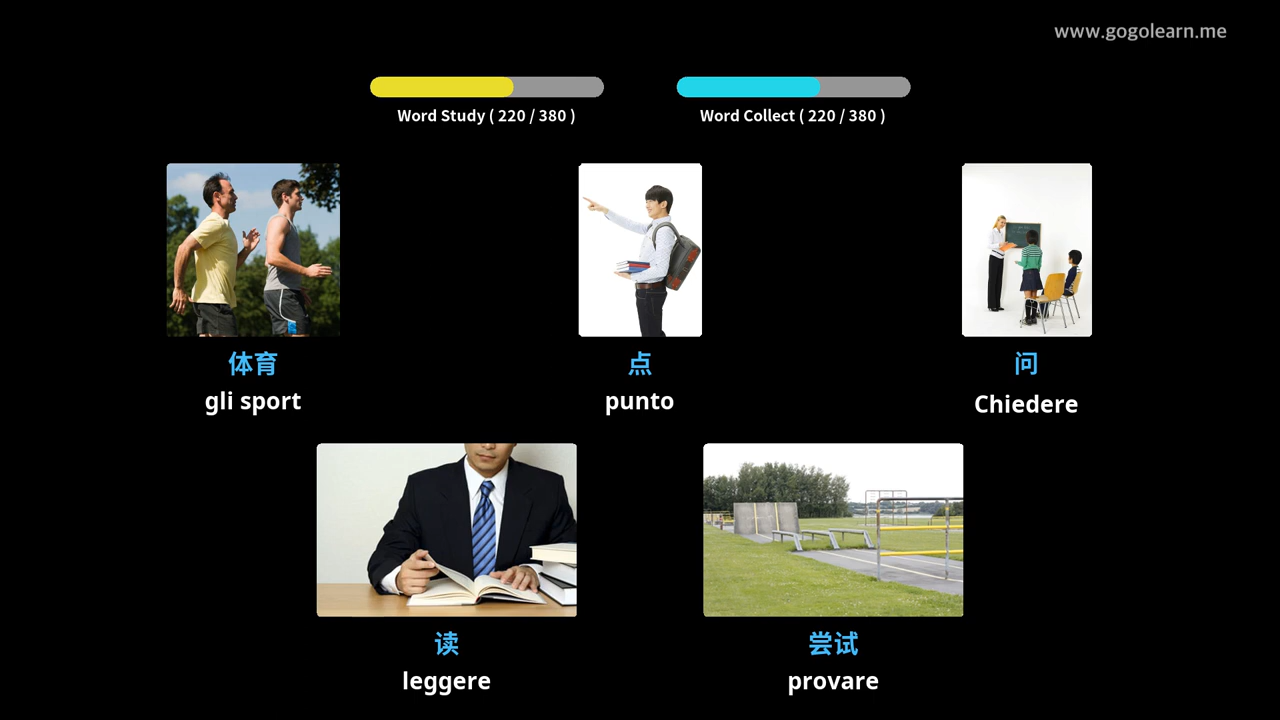 www.gogolearn.me
Word Study ( 220 / 380 )
Word Collect ( 220 / 380 )
体育
gli sport
点
punto
问
Chiedere
读
leggere
尝试
provare